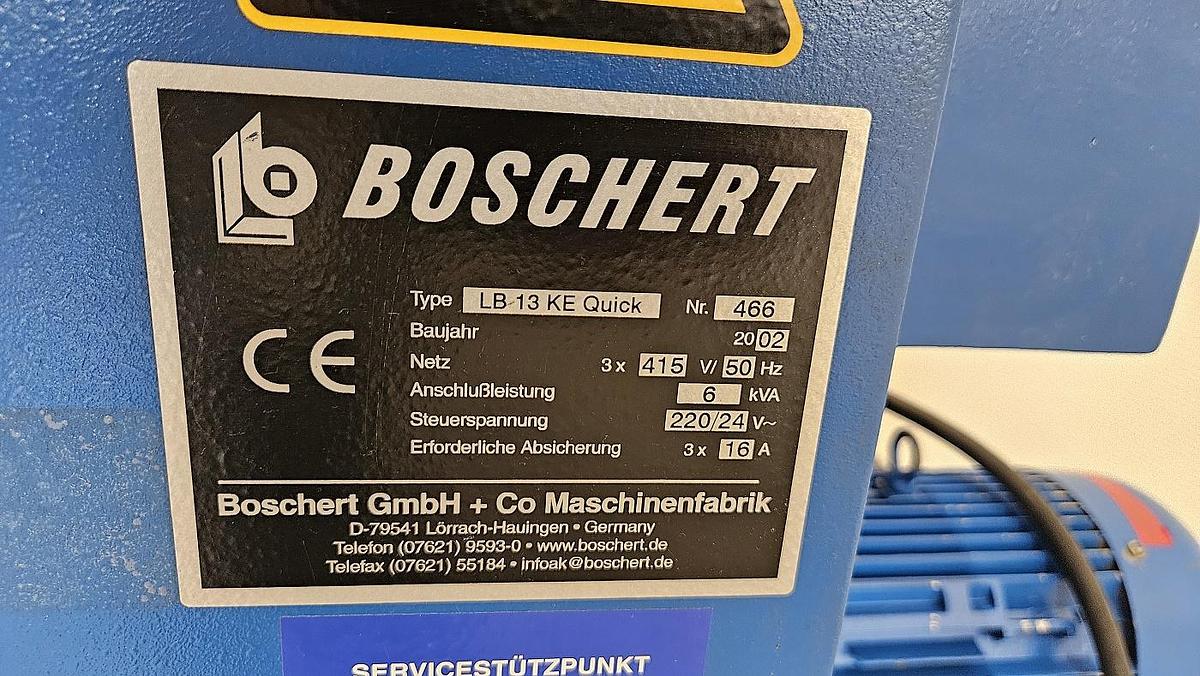 BOSCHERT
Type LB 13 KE Quick Nr. 466
Baujahr 2002
Netz 3 x 415 V/ 50 Hz
Anschlußleistung 6 kVA
Steuerspannung 220/24 V~
Erforderliche Absicherung 3 x 16 A
CE
Boschert GmbH + Co Maschinenfabrik
D-79541 Lörrach-Hauingen • Germany
Telefon (07621) 9593-0 • www.boschert.de
Telefax (07621) 55184 • infoak@boschert.de
SERVICESTÜTZPUNKT